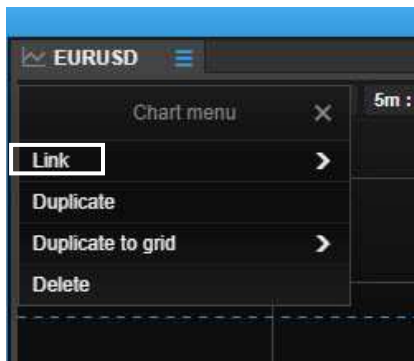 EURUSD
Chart menu
5m :
Link
Duplicate
Duplicate to grid
Delete